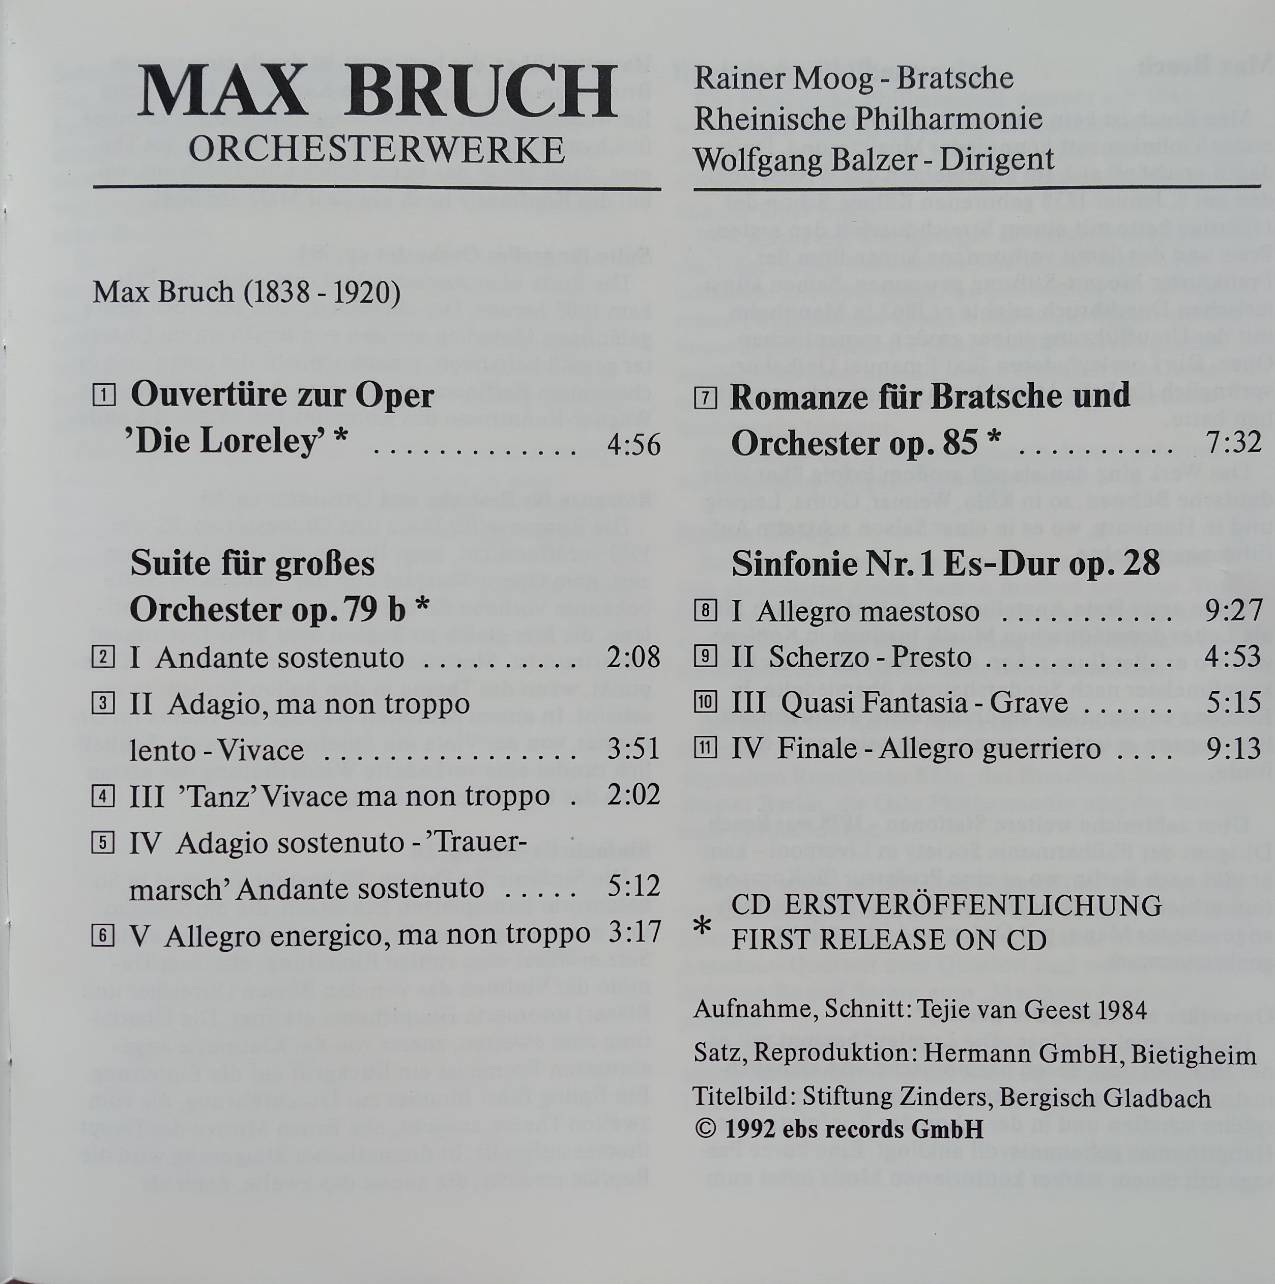 MAX BRUCH
ORCHESTERWERKE
Rainer Moog - Bratsche
Rheinische Philharmonie
Wolfgang Balzer - Dirigent
Max Bruch (1838 - 1920)
1 Ouvertüre zur Oper
’Die Loreley’ * ............. 4:56
Suite für großes
Orchester op. 79 b *
2 I Andante sostenuto .......... 2:08
3 II Adagio, ma non troppo
lento - Vivace ................ 3:51
4 III ’Tanz’ Vivace ma non troppo . 2:02
5 IV Adagio sostenuto - ’Trauer-
marsch’ Andante sostenuto ..... 5:12
6 V Allegro energico, ma non troppo 3:17
7 Romanze für Bratsche und
Orchester op. 85 * .......... 7:32
Sinfonie Nr. 1 Es-Dur op. 28
8 I Allegro maestoso ........... 9:27
9 II Scherzo - Presto ............ 4:53
10 III Quasi Fantasia - Grave ...... 5:15
11 IV Finale - Allegro guerriero .... 9:13
* CD ERSTVERÖFFENTLICHUNG
FIRST RELEASE ON CD
Aufnahme, Schnitt: Tejie van Geest 1984
Satz, Reproduktion: Hermann GmbH, Bietigheim
Titelbild: Stiftung Zinders, Bergisch Gladbach
© 1992 ebs records GmbH